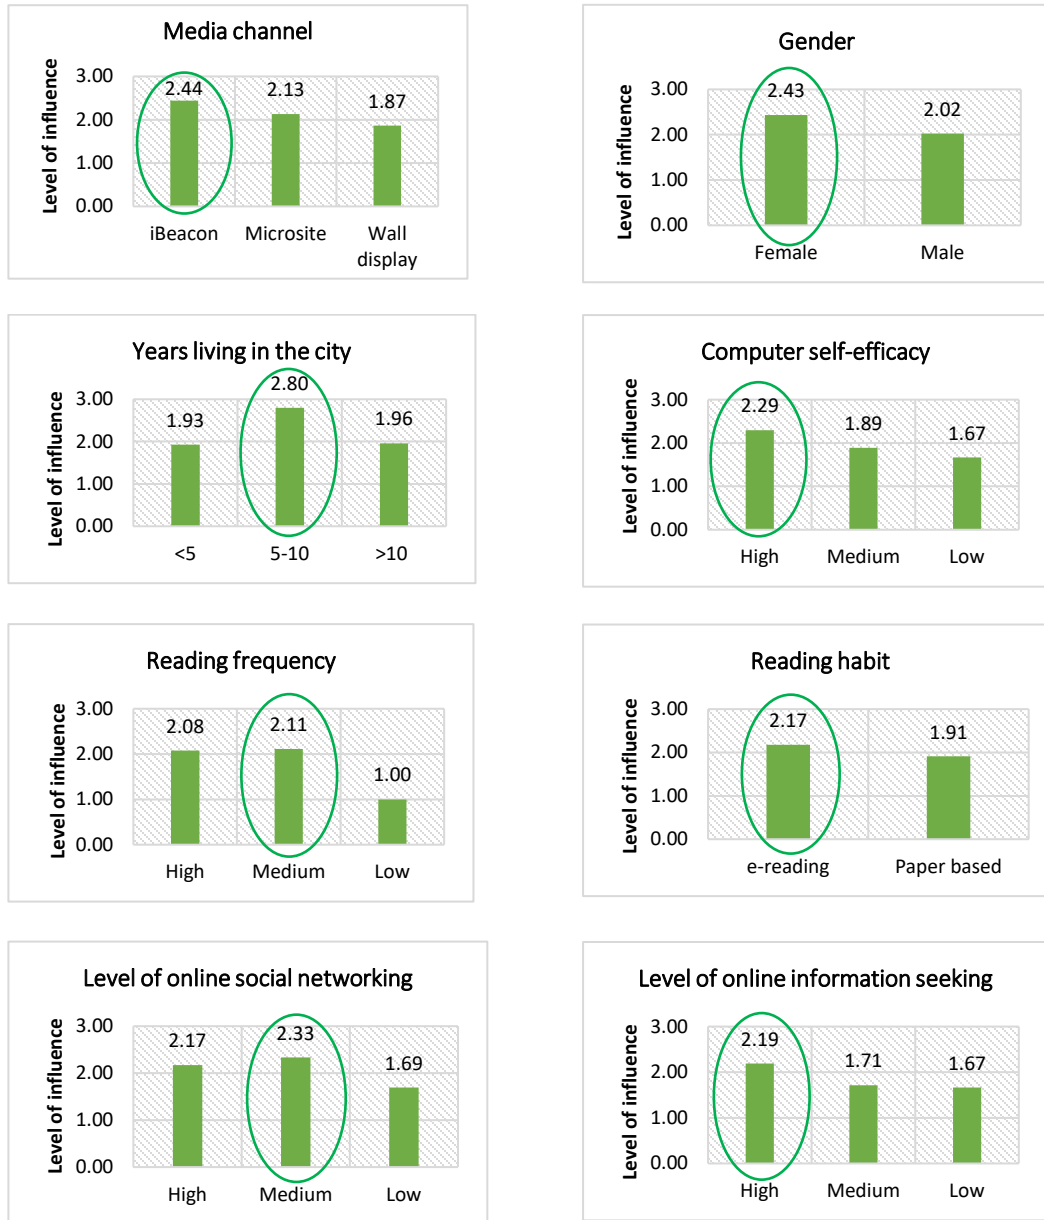 Media channel
Level of influence
3.00
2.00
1.00
0.00
2.44
2.13
1.87
iBeacon
Microsite
Wall
display
Gender
Level of influence
3.00
2.00
1.00
0.00
2.43
2.02
Female
Male
Years living in the city
Level of influence
3.00
2.00
1.00
0.00
1.93
2.80
1.96
<5
5-10
>10
Computer self-efficacy
Level of influence
3.00
2.00
1.00
0.00
2.29
1.89
1.67
High
Medium
Low
Reading frequency
Level of influence
3.00
2.00
1.00
0.00
2.08
2.11
1.00
High
Medium
Low
Reading habit
Level of influence
3.00
2.00
1.00
0.00
2.17
1.91
e-reading
Paper based
Level of online social networking
Level of influence
3.00
2.00
1.00
0.00
2.17
2.33
1.69
High
Medium
Low
Level of online information seeking
Level of influence
3.00
2.00
1.00
0.00
2.19
1.71
1.67
High
Medium
Low